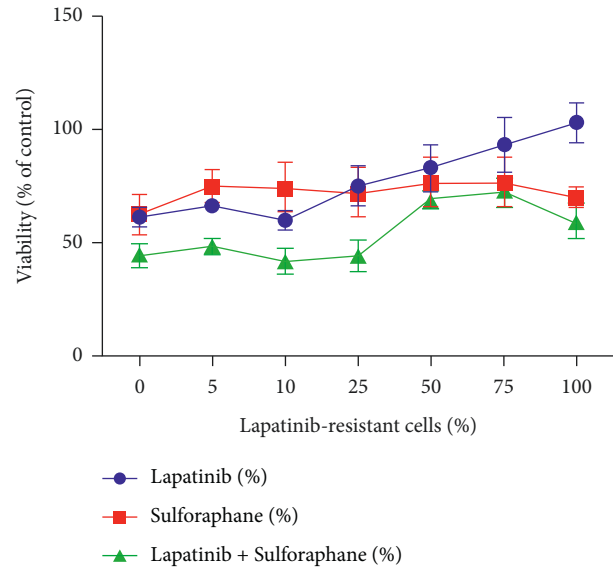 Viability (% of control)
150
100
50
0
0 5 10 25 50 75 100
Lapatinib-resistant cells (%)
Lapatinib (%)
Sulforaphane (%)
Lapatinib + Sulforaphane (%)